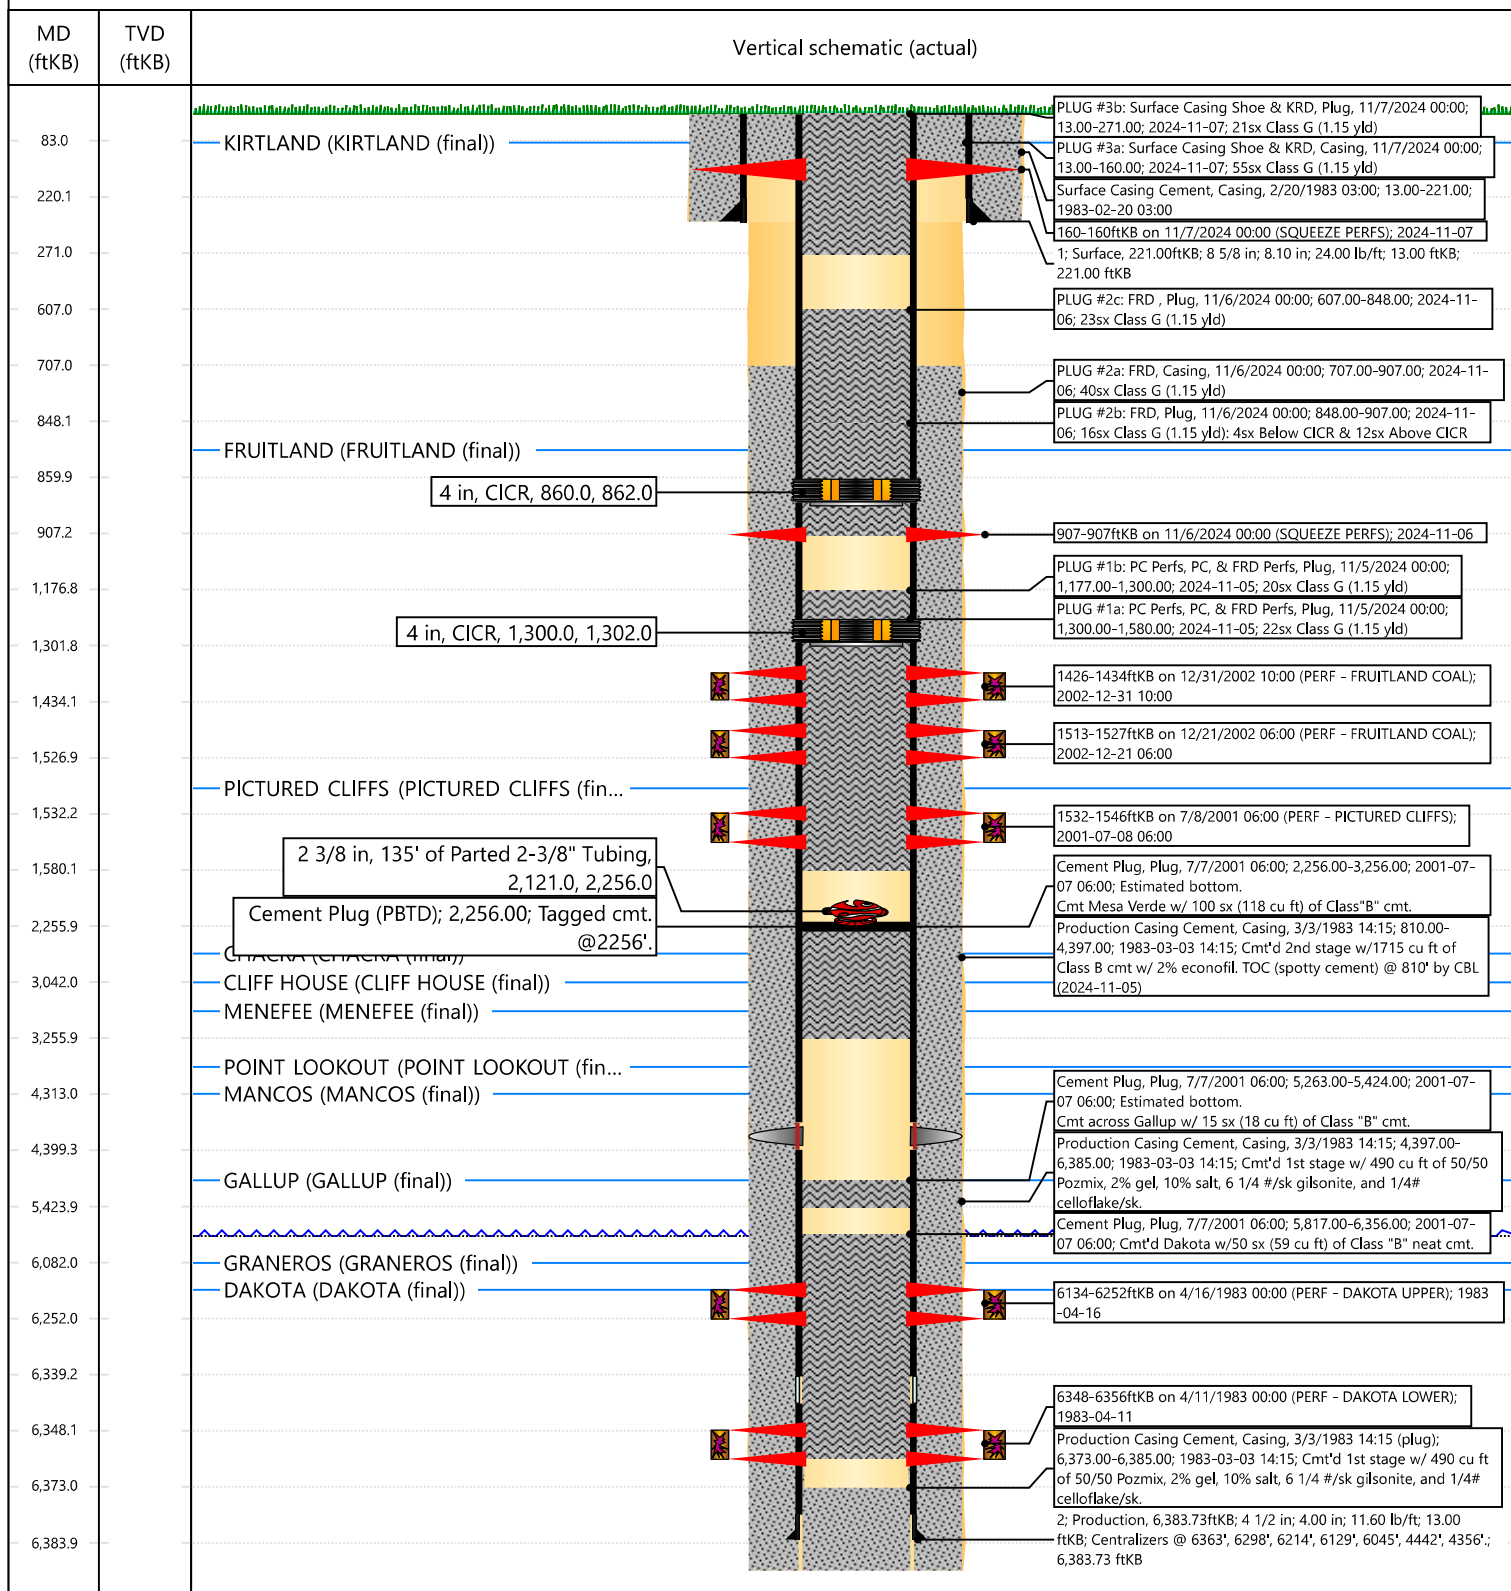 MD
(ftKB)
TVD
(ftKB)
Vertical schematic (actual)
83.0
220.1
271.0
607.0
707.0
848.1
859.9
907.2
1,176.8
1,301.8
1,434.1
1,526.9
1,532.2
1,580.1
2,255.9
3,042.0
3,255.9
4,313.0
4,399.3
5,423.9
6,082.0
6,252.0
6,339.2
6,348.1
6,373.0
6,383.9
KIRTLAND (KIRTLAND (final))
FRUITLAND (FRUITLAND (final))
4 in, CICR, 860.0, 862.0
4 in, CICR, 1,300.0, 1,302.0
PICTURED CLIFFS (PICTURED CLIFFS (fin...
2 3/8 in, 135' of Parted 2-3/8" Tubing,
2,121.0, 2,256.0
Cement Plug (PBTD); 2,256.00; Tagged cmt.
@2256'.
CHACRA (CHACRA (final))
CLIFF HOUSE (CLIFF HOUSE (final))
MENEFEE (MENEFEE (final))
POINT LOOKOUT (POINT LOOKOUT (fin...
MANCOS (MANCOS (final))
GALLUP (GALLUP (final))
GRANEROS (GRANEROS (final))
DAKOTA (DAKOTA (final))
PLUG #3b: Surface Casing Shoe & KRD, Plug, 11/7/2024 00:00;
13.00-271.00; 2024-11-07; 21sx Class G (1.15 yld)
PLUG #3a: Surface Casing Shoe & KRD, Casing, 11/7/2024 00:00;
13.00-160.00; 2024-11-07; 55sx Class G (1.15 yld)
Surface Casing Cement, Casing, 2/20/1983 03:00; 13.00-221.00;
1983-02-20 03:00
160-160ftKB on 11/7/2024 00:00 (SQUEEZE PERFS); 2024-11-07
1; Surface, 221.00ftKB; 8 5/8 in; 8.10 in; 24.00 lb/ft; 13.00 ftKB;
221.00 ftKB
PLUG #2c: FRD , Plug, 11/6/2024 00:00; 607.00-848.00; 2024-11-
06; 23sx Class G (1.15 yld)
PLUG #2a: FRD, Casing, 11/6/2024 00:00; 707.00-907.00; 2024-11-
06; 40sx Class G (1.15 yld)
PLUG #2b: FRD, Plug, 11/6/2024 00:00; 848.00-907.00; 2024-11-
06; 16sx Class G (1.15 yld): 4sx Below CICR & 12sx Above CICR
907-907ftKB on 11/6/2024 00:00 (SQUEEZE PERFS); 2024-11-06
PLUG #1b: PC Perfs, PC, & FRD Perfs, Plug, 11/5/2024 00:00;
1,177.00-1,300.00; 2024-11-05; 20sx Class G (1.15 yld)
PLUG #1a: PC Perfs, PC, & FRD Perfs, Plug, 11/5/2024 00:00;
1,300.00-1,580.00; 2024-11-05; 22sx Class G (1.15 yld)
1426-1434ftKB on 12/31/2002 10:00 (PERF - FRUITLAND COAL);
2002-12-31 10:00
1513-1527ftKB on 12/21/2002 06:00 (PERF - FRUITLAND COAL);
2002-12-21 06:00
1532-1546ftKB on 7/8/2001 06:00 (PERF - PICTURED CLIFFS);
2001-07-08 06:00
Cement Plug, Plug, 7/7/2001 06:00; 2,256.00-3,256.00; 2001-07-
07 06:00; Estimated bottom.
Cmt Mesa Verde w/ 100 sx (118 cu ft) of Class"B" cmt.
Production Casing Cement, Casing, 3/3/1983 14:15; 810.00-
4,397.00; 1983-03-03 14:15; Cmt'd 2nd stage w/1715 cu ft of
Class B cmt w/ 2% econofil. TOC (spotty cement) @ 810' by CBL
(2024-11-05)
Cement Plug, Plug, 7/7/2001 06:00; 5,263.00-5,424.00; 2001-07-
07 06:00; Estimated bottom.
Cmt across Gallup w/ 15 sx (18 cu ft) of Class "B" cmt.
Production Casing Cement, Casing, 3/3/1983 14:15; 4,397.00-
6,385.00; 1983-03-03 14:15; Cmt'd 1st stage w/ 490 cu ft of 50/50
Pozmix, 2% gel, 10% salt, 6 1/4 #/sk gilsonite, and 1/4#
celloflake/sk.
Cement Plug, Plug, 7/7/2001 06:00; 5,817.00-6,356.00; 2001-07-
07 06:00; Cmt'd Dakota w/50 sx (59 cu ft) of Class "B" neat cmt.
6134-6252ftKB on 4/16/1983 00:00 (PERF - DAKOTA UPPER); 1983
-04-16
6348-6356ftKB on 4/11/1983 00:00 (PERF - DAKOTA LOWER);
1983-04-11
Production Casing Cement, Casing, 3/3/1983 14:15 (plug);
6,373.00-6,385.00; 1983-03-03 14:15; Cmt'd 1st stage w/ 490 cu ft
of 50/50 Pozmix, 2% gel, 10% salt, 6 1/4 #/sk gilsonite, and 1/4#
celloflake/sk.
2; Production, 6,383.73ftKB; 4 1/2 in; 4.00 in; 11.60 lb/ft; 13.00
ftKB; Centralizers @ 6363', 6298', 6214', 6129', 6045', 4442', 4356'.;
6,383.73 ftKB